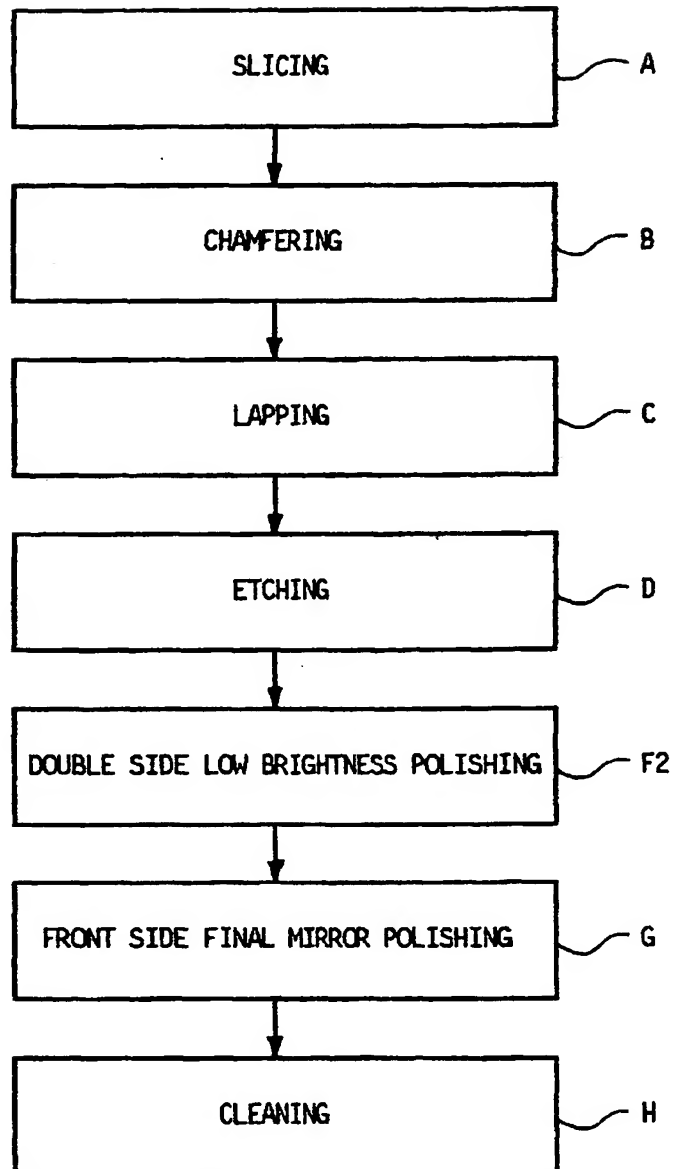 SLICING A
CHAMFERING B
LAPPING C
ETCHING D
DOUBLE SIDE LOW BRIGHTNESS POLISHING F2
FRONT SIDE FINAL MIRROR POLISHING G
CLEANING H